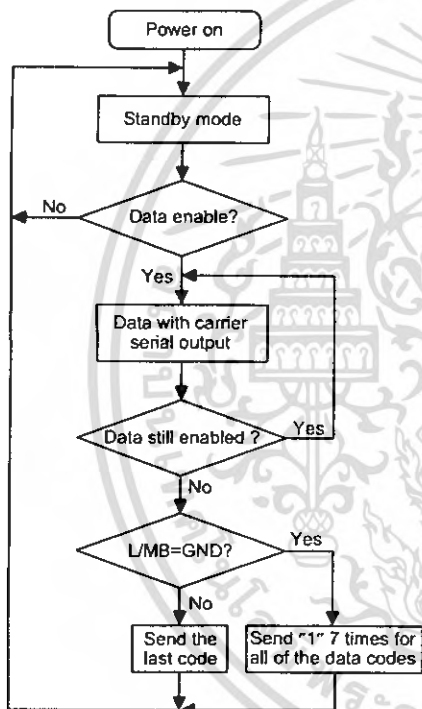 Power on
Standby mode
No
Data enable?
Yes
Data with carrier
serial output
Data still enabled ?
Yes
No
L/MB=GND?
Yes
No
Send the
last code
Send "1" 7 times for
all of the data codes